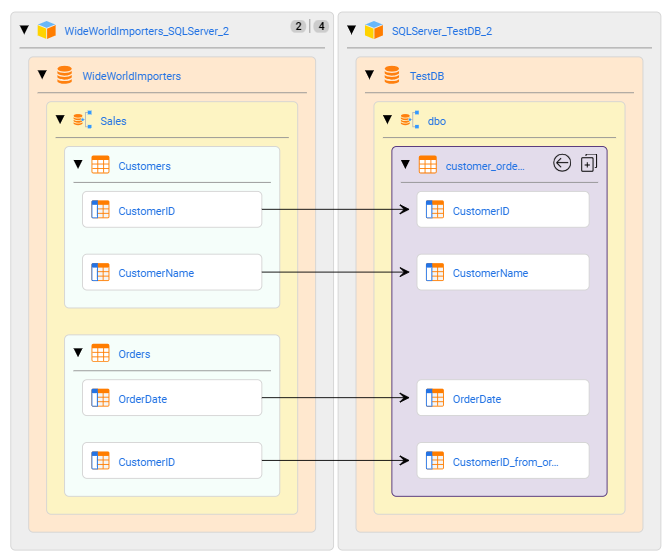 WideWorldImporters_SQLServer_2 2 4
WideWorldImporters
Sales
Customers
CustomerID
CustomerName
Orders
OrderDate
CustomerID
SQLServer_TestDB_2
TestDB
dbo
customer_orde...
CustomerID
CustomerName
OrderDate
CustomerID_from_or...